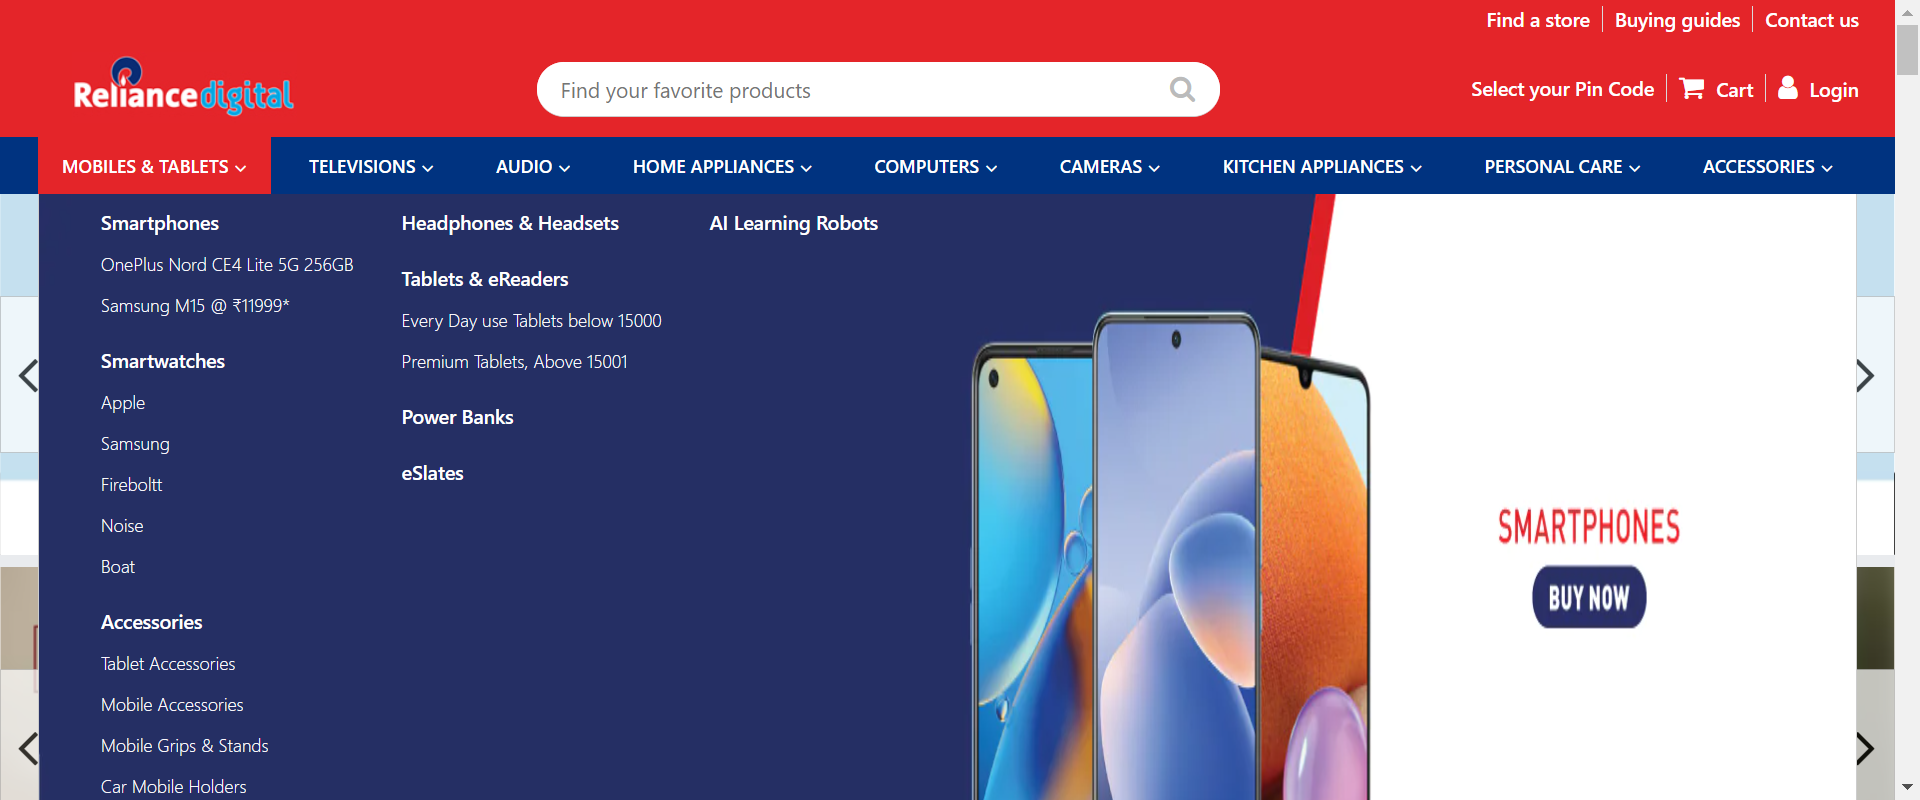 Find a store
Buying guides
Contact us
Reliance digital
Find your favorite products
Select your Pin Code
Cart
Login
MOBILES & TABLETS
TELEVISIONS
AUDIO
HOME APPLIANCES
COMPUTERS
CAMERAS
KITCHEN APPLIANCES
PERSONAL CARE
ACCESSORIES
Smartphones
OnePlus Nord CE4 Lite 5G 256GB
Samsung M15 @ ₹11999*
Smartwatches
Apple
Samsung
Fireboltt
Noise
Boat
Accessories
Tablet Accessories
Mobile Accessories
Mobile Grips & Stands
Car Mobile Holders
Headphones & Headsets
Tablets & eReaders
Every Day use Tablets below 15000
Premium Tablets, Above 15001
Power Banks
eSlates
AI Learning Robots
SMARTPHONES
BUY NOW